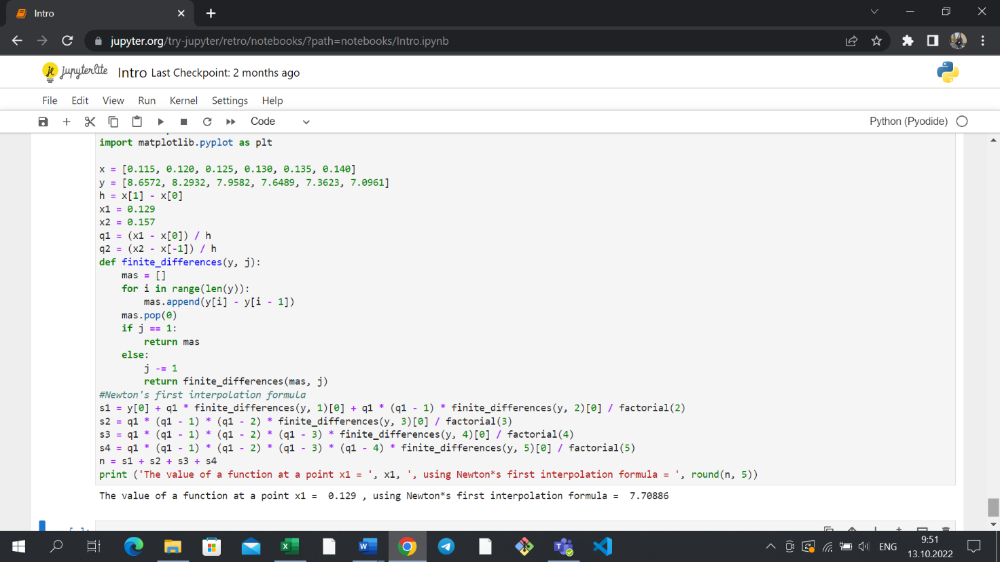 Intro
jupyter.org/try-jupyter/retro/notebooks/?path=notebooks/Intro.ipynb
jupyterlite Intro Last Checkpoint: 2 months ago
File Edit View Run Kernel Settings Help
Code Python (Pyodide)
import matplotlib.pyplot as plt
x = [0.115, 0.120, 0.125, 0.130, 0.135, 0.140]
y = [8.6572, 8.2932, 7.9582, 7.6489, 7.3623, 7.0961]
h = x[1] - x[0]
x1 = 0.129
x2 = 0.157
q1 = (x1 - x[0]) / h
q2 = (x2 - x[-1]) / h
def finite_differences(y, j):
    mas = []
    for i in range(len(y)):
        mas.append(y[i] - y[i - 1])
    mas.pop(0)
    if j == 1:
        return mas
    else:
        j -= 1
        return finite_differences(mas, j)
#Newton's first interpolation formula
s1 = y[0] + q1 * finite_differences(y, 1)[0] + q1 * (q1 - 1) * finite_differences(y, 2)[0] / factorial(2)
s2 = q1 * (q1 - 1) * (q1 - 2) * finite_differences(y, 3)[0] / factorial(3)
s3 = q1 * (q1 - 1) * (q1 - 2) * (q1 - 3) * finite_differences(y, 4)[0] / factorial(4)
s4 = q1 * (q1 - 1) * (q1 - 2) * (q1 - 3) * (q1 - 4) * finite_differences(y, 5)[0] / factorial(5)
n = s1 + s2 + s3 + s4
print ('The value of a function at a point x1 = ', x1, ', using Newton*s first interpolation formula = ', round(n, 5))
The value of a function at a point x1 =  0.129 , using Newton*s first interpolation formula =  7.70886
ENG
9:51
13.10.2022